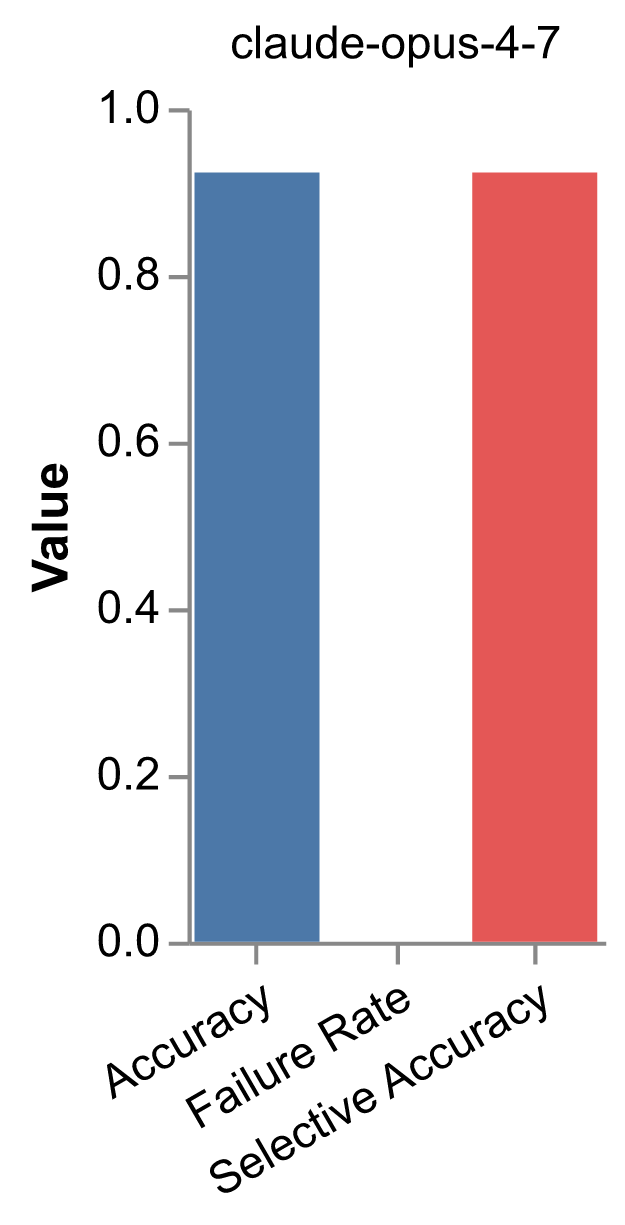 claude-opus-4-7
1.0
0.8
0.6
0.4
0.2
0.0
Value
Accuracy
Failure Rate
Selective Accuracy